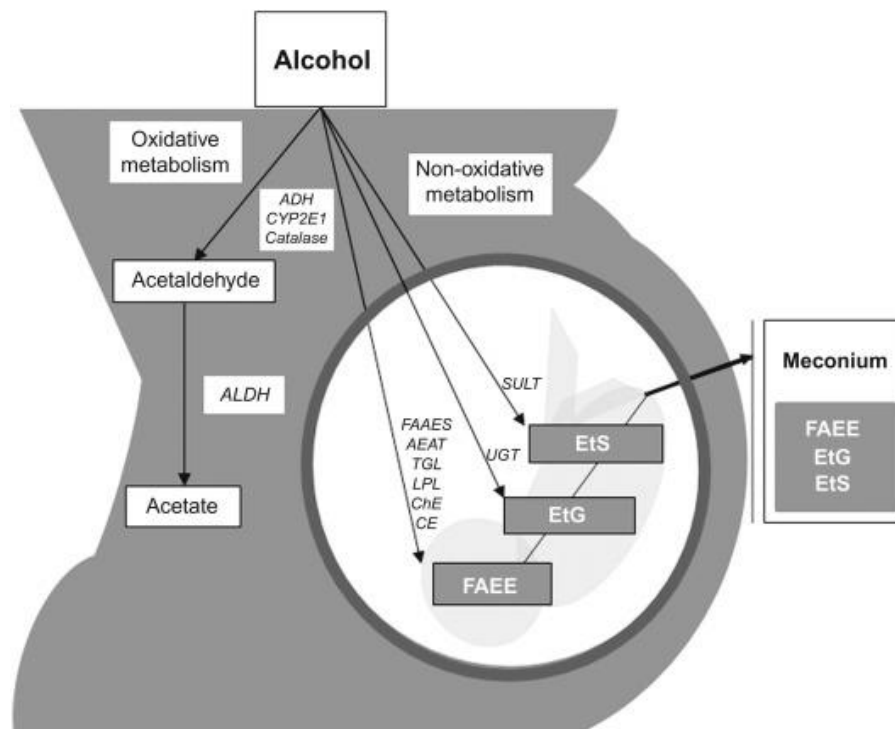 Alcohol
Oxidative
metabolism
Non-oxidative
metabolism
ADH
CYP2E1
Catalase
Acetaldehyde
ALDH
Acetate
SULT
FAAES
AEAT
TGL
LPL
ChE
CE
UGT
EtS
EtG
FAEE
Meconium
FAEE
EtG
EtS